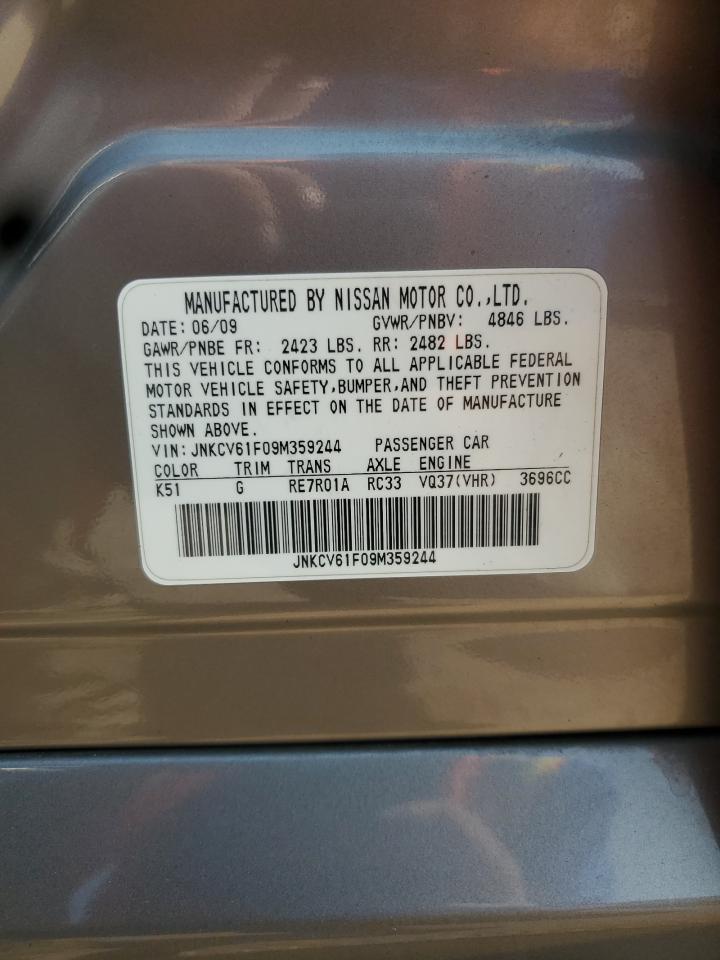 MANUFACTURED BY NISSAN MOTOR CO.,LTD.
DATE: 06/09 GVWR/PNBV: 4846 LBS.
GAWR/PNBE FR: 2423 LBS. RR: 2482 LBS.
THIS VEHICLE CONFORMS TO ALL APPLICABLE FEDERAL
MOTOR VEHICLE SAFETY,BUMPER,AND THEFT PREVENTION
STANDARDS IN EFFECT ON THE DATE OF MANUFACTURE
SHOWN ABOVE.
VIN:JNKCV61F09M359244 PASSENGER CAR
COLOR TRIM TRANS AXLE ENGINE
K51 G RE7R01A RC33 VQ37(VHR) 3696CC
JNKCV61F09M359244